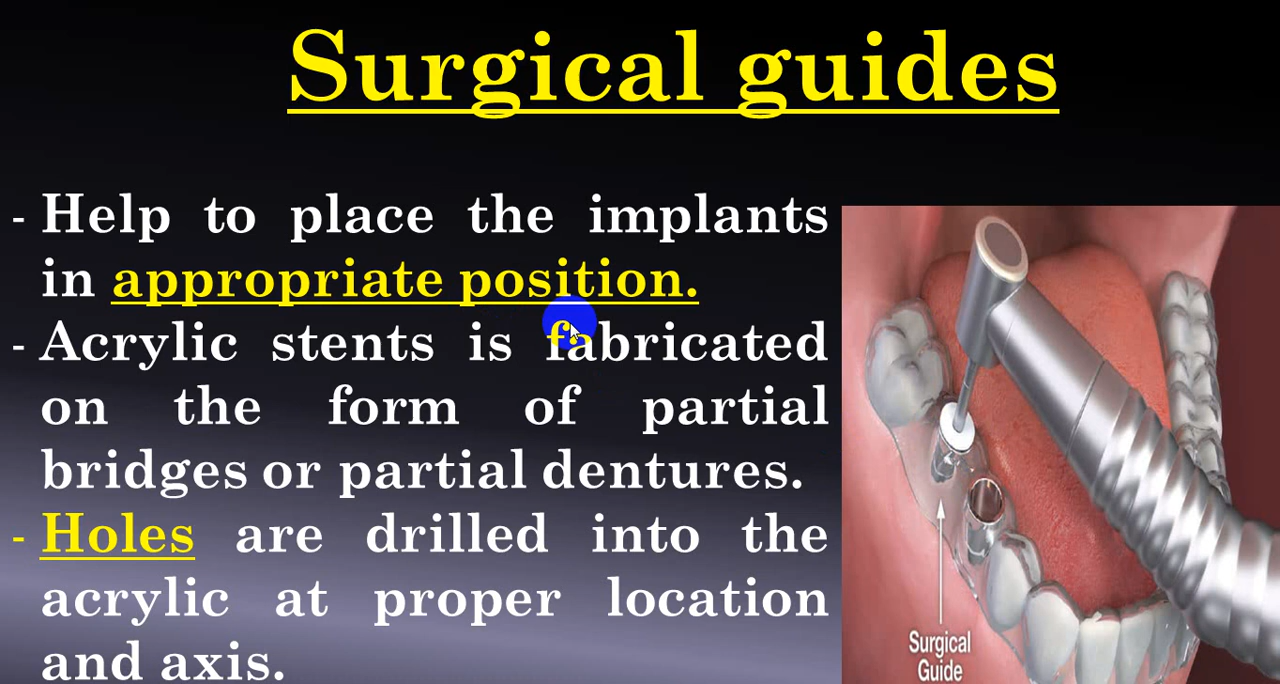 Surgical guides
- Help to place the implants
in appropriate position.
- Acrylic stents is fabricated
on the form of partial
bridges or partial dentures.
- Holes are drilled into the
acrylic at proper location
and axis.
Surgical
Guide